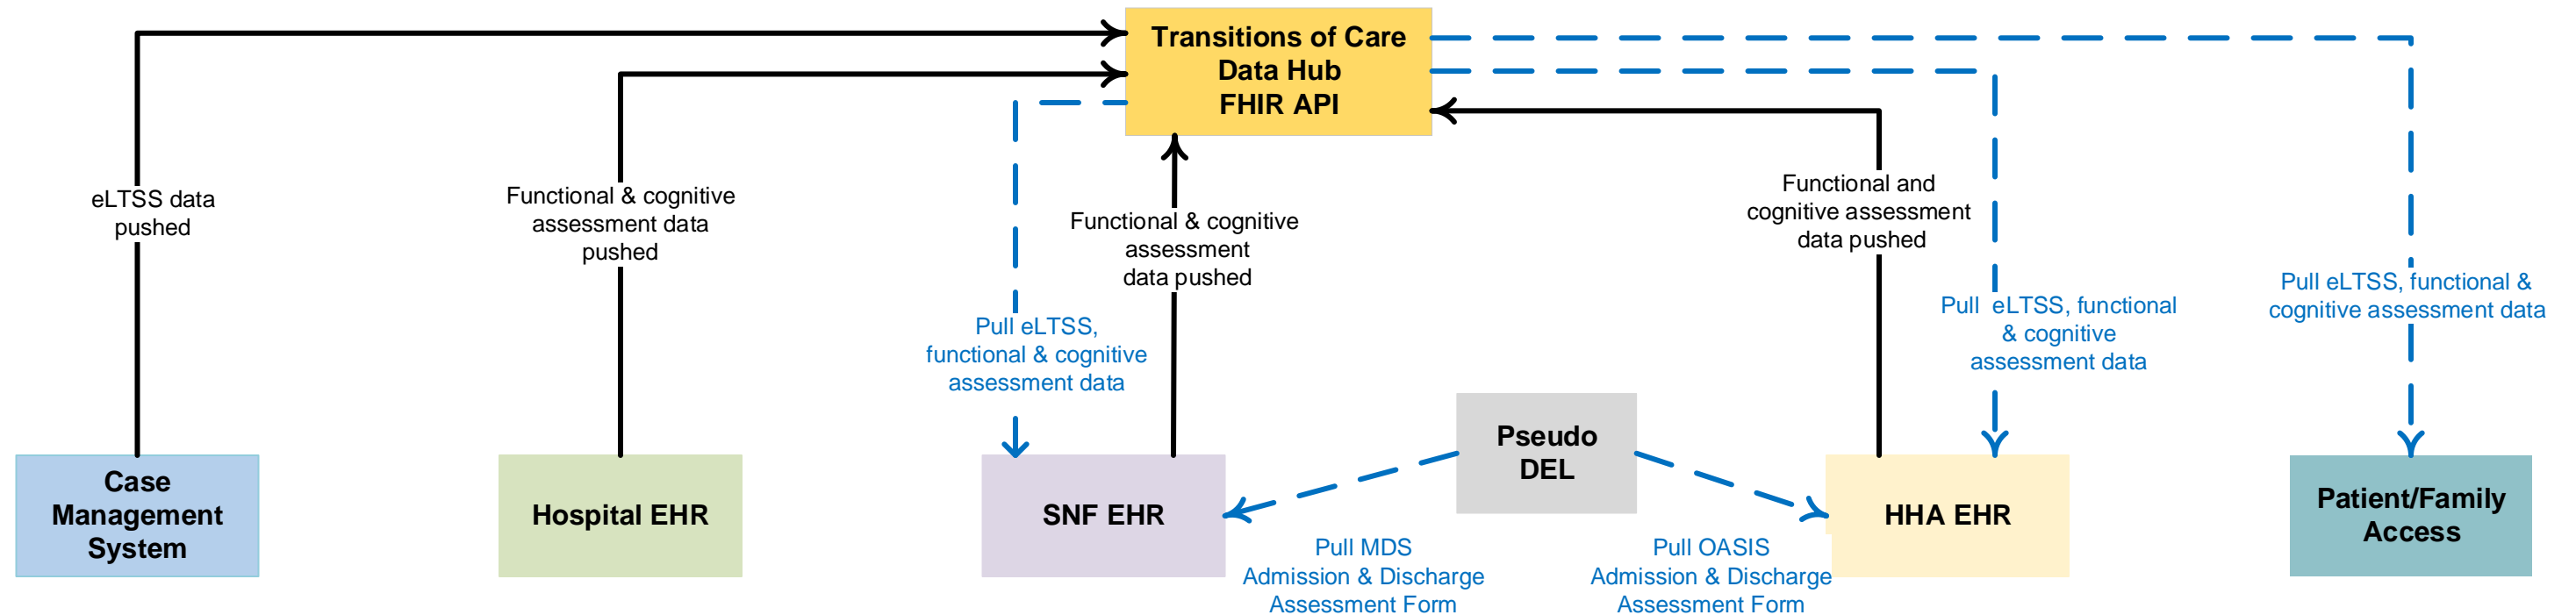 Transitions of Care
Data Hub
FHIR API
eLTSS data
pushed
Functional & cognitive
assessment data
pushed
Functional & cognitive
assessment
data pushed
Functional and
cognitive assessment
data pushed
Pull eLTSS,
functional & cognitive
assessment data
Pull eLTSS, functional
& cognitive
assessment data
Pull eLTSS, functional &
cognitive assessment data
Case
Management
System
Hospital EHR
SNF EHR
Pseudo
DEL
HHA EHR
Patient/Family
Access
Pull MDS
Admission & Discharge
Assessment Form
Pull OASIS
Admission & Discharge
Assessment Form